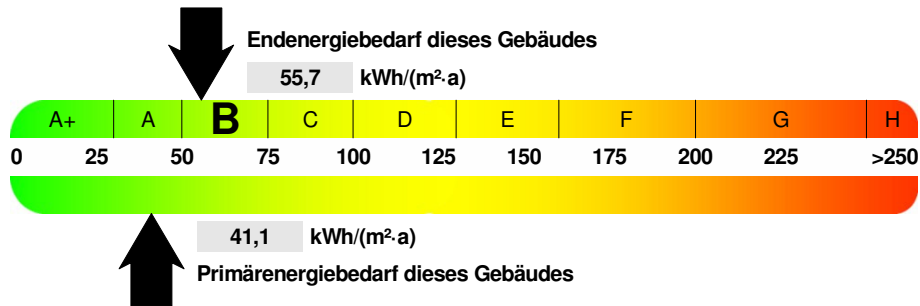 Endenergiebedarf dieses Gebäudes
55,7 kWh/(m²·a)
A+ A B C D E F G H
0 25 50 75 100 125 150 175 200 225 >250
41,1 kWh/(m²·a)
Primärenergiebedarf dieses Gebäudes